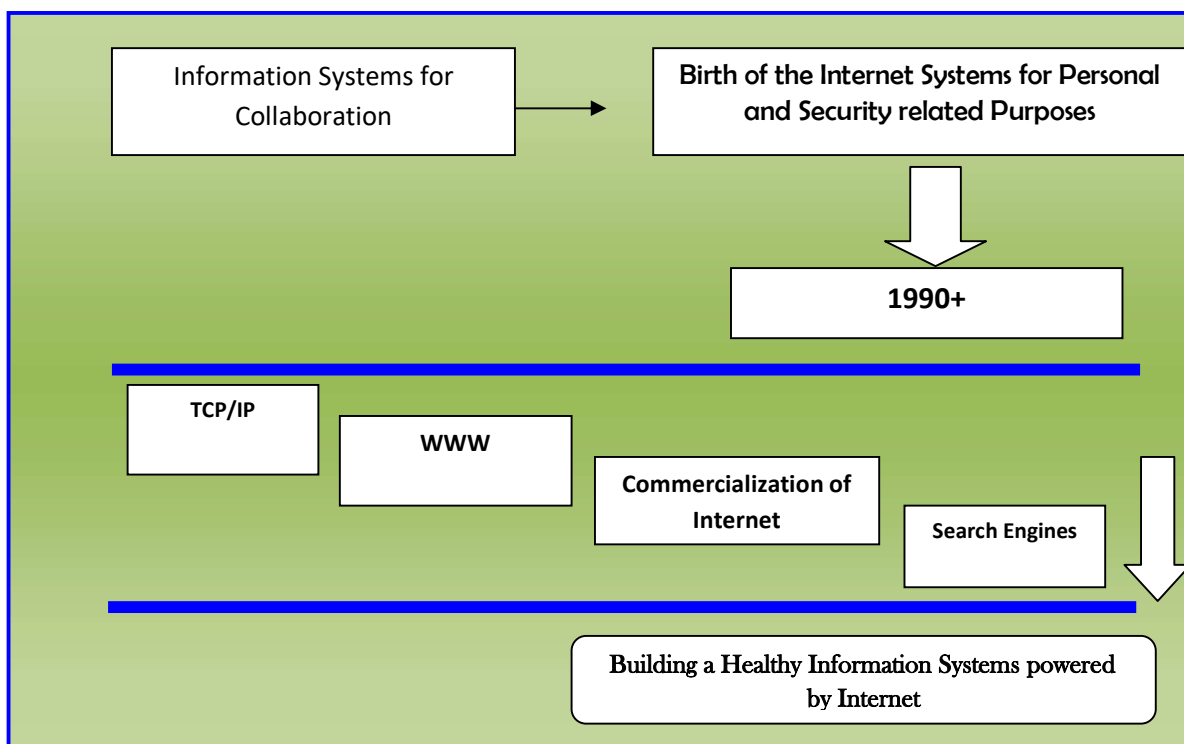 Information Systems for
Collaboration
Birth of the Internet Systems for Personal
and Security related Purposes
1990+
TCP/IP
WWW
Commercialization of
Internet
Search Engines
Building a Healthy Information Systems powered
by Internet